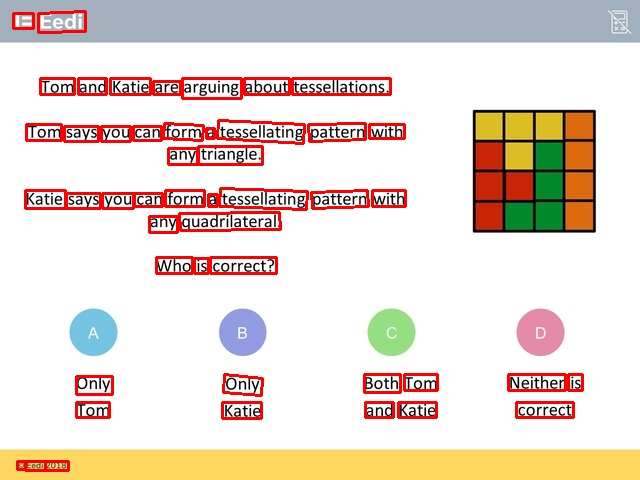 Eedi
Tom and Katie are arguing about tessellations.
Tom says you can form a tessellating pattern with
any triangle.
Katie says you can form a tessellating pattern with
any quadrilateral.
Who is correct?
A
B
C
D
Only
Tom
Only
Katie
Both Tom
and Katie
Neither is
correct
© Eedi 2018